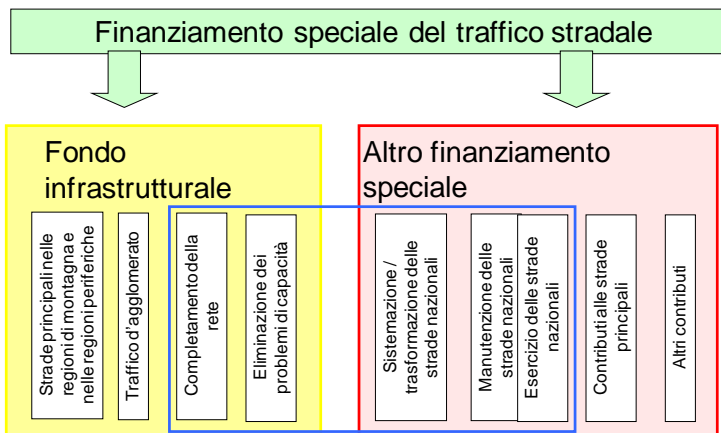 Finanziamento speciale del traffico stradale
Fondo
infrastrutturale
Altro finanziamento
speciale
Strade principali nelle
regioni di montagna e
nelle regioni periferiche
Traffico d'agglomerato
Completamento della
rete
Eliminazione dei
problemi di capacità
Sistemazione /
trasformazione delle
strade nazionali
Manutenzione delle
strade nazionali
Esercizio delle strade
nazionali
Contributi alle strade
principali
Altri contributi